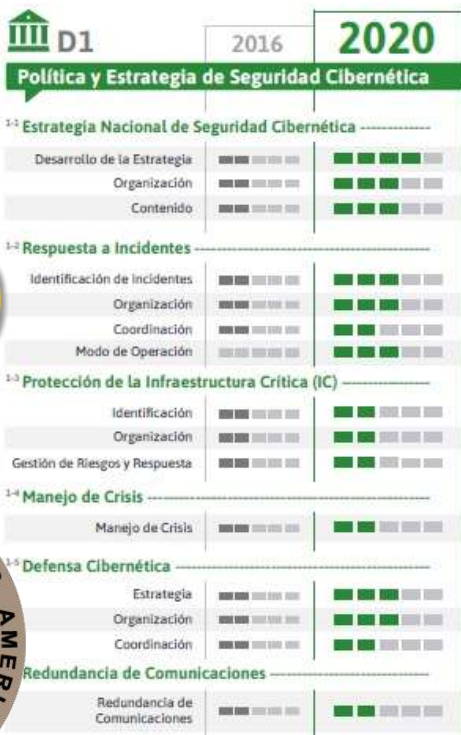 D1
2016
2020
Política y Estrategia de Seguridad Cibernética
1-1 Estrategia Nacional de Seguridad Cibernética
Desarrollo de la Estrategia
Organización
Contenido
1-2 Respuesta a Incidentes
Identificación de Incidentes
Organización
Coordinación
Modo de Operación
1-3 Protección de la Infraestructura Crítica (IC)
Identificación
Organización
Gestión de Riesgos y Respuesta
1-4 Manejo de Crisis
Manejo de Crisis
1-5 Defensa Cibernética
Estrategia
Organización
Coordinación
Redundancia de Comunicaciones
Redundancia de
Comunicaciones